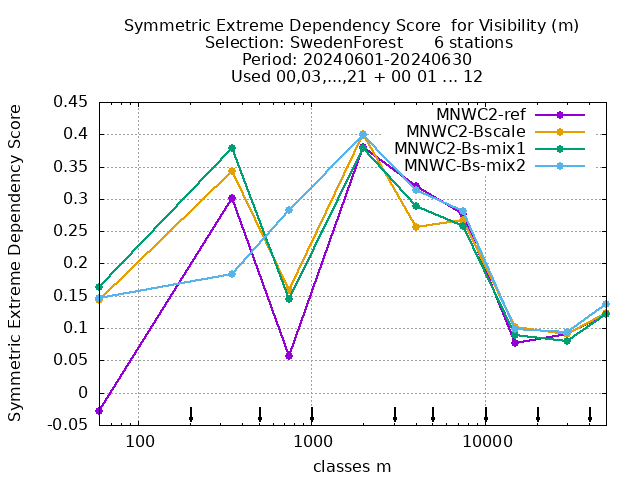 Symmetric Extreme Dependency Score  for Visibility (m)
Selection: SwedenForest      6 stations
Period: 20240601-20240630
Used 00,03,...,21 + 00 01 ... 12
Symmetric Extreme Dependency Score
0.45
0.4
0.35
0.3
0.25
0.2
0.15
0.1
0.05
0
-0.05
MNWC2-ref
MNWC2-Bscale
MNWC2-Bs-mix1
MNWC-Bs-mix2
100 1000 10000
classes m